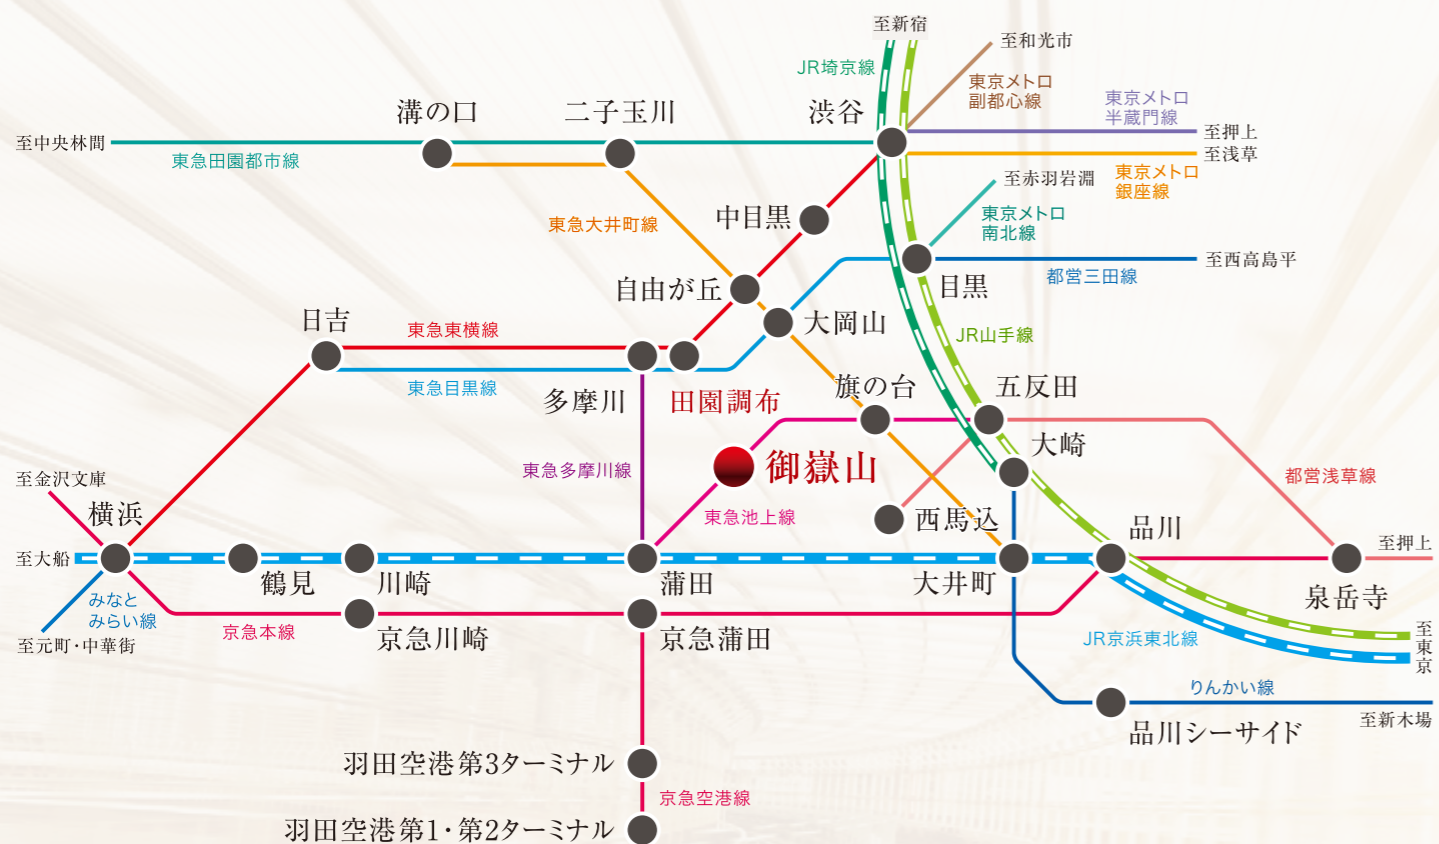 至新宿
至和光市
JR埼京線
東京メトロ
副都心線
東京メトロ
半蔵門線
溝の口
二子玉川
渋谷
至中央林間
至押上
至浅草
東急田園都市線
東京メトロ
銀座線
至赤羽岩淵
東京メトロ
南北線
中目黒
東急大井町線
至西高島平
都営三田線
自由が丘
目黒
日吉
東急東横線
大岡山
JR山手線
東急目黒線
多摩川
田園調布
旗の台
五反田
大崎
東急多摩川線
御嶽山
都営浅草線
至金沢文庫
横浜
東急池上線
西馬込
品川
至押上
至大船
鶴見
川崎
蒲田
大井町
泉岳寺
みなと
みらい線
京急本線
京急川崎
京急蒲田
JR京浜東北線
至東京
至元町・中華街
りんかい線
至新木場
品川シーサイド
羽田空港第3ターミナル
京急空港線
羽田空港第1・第2ターミナル